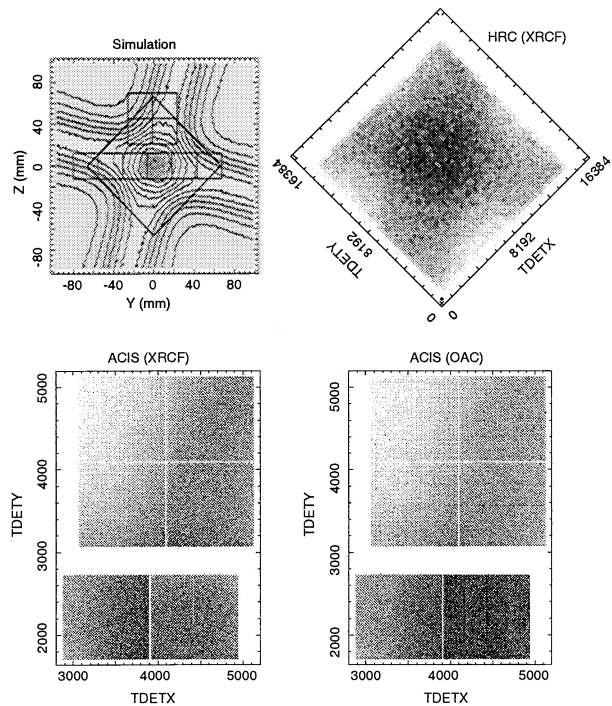 Simulation
HRC (XRCF)
80
40
0
-40
-80
Z (mm)
-80 -40 0 40 80
Y (mm)
16384
8192
TDETY
0
0
TDETX
8192
16384
ACIS (XRCF)
5000
4000
3000
2000
TDETY
3000 4000 5000
TDETX
ACIS (OAC)
5000
4000
3000
2000
TDETY
3000 4000 5000
TDETX